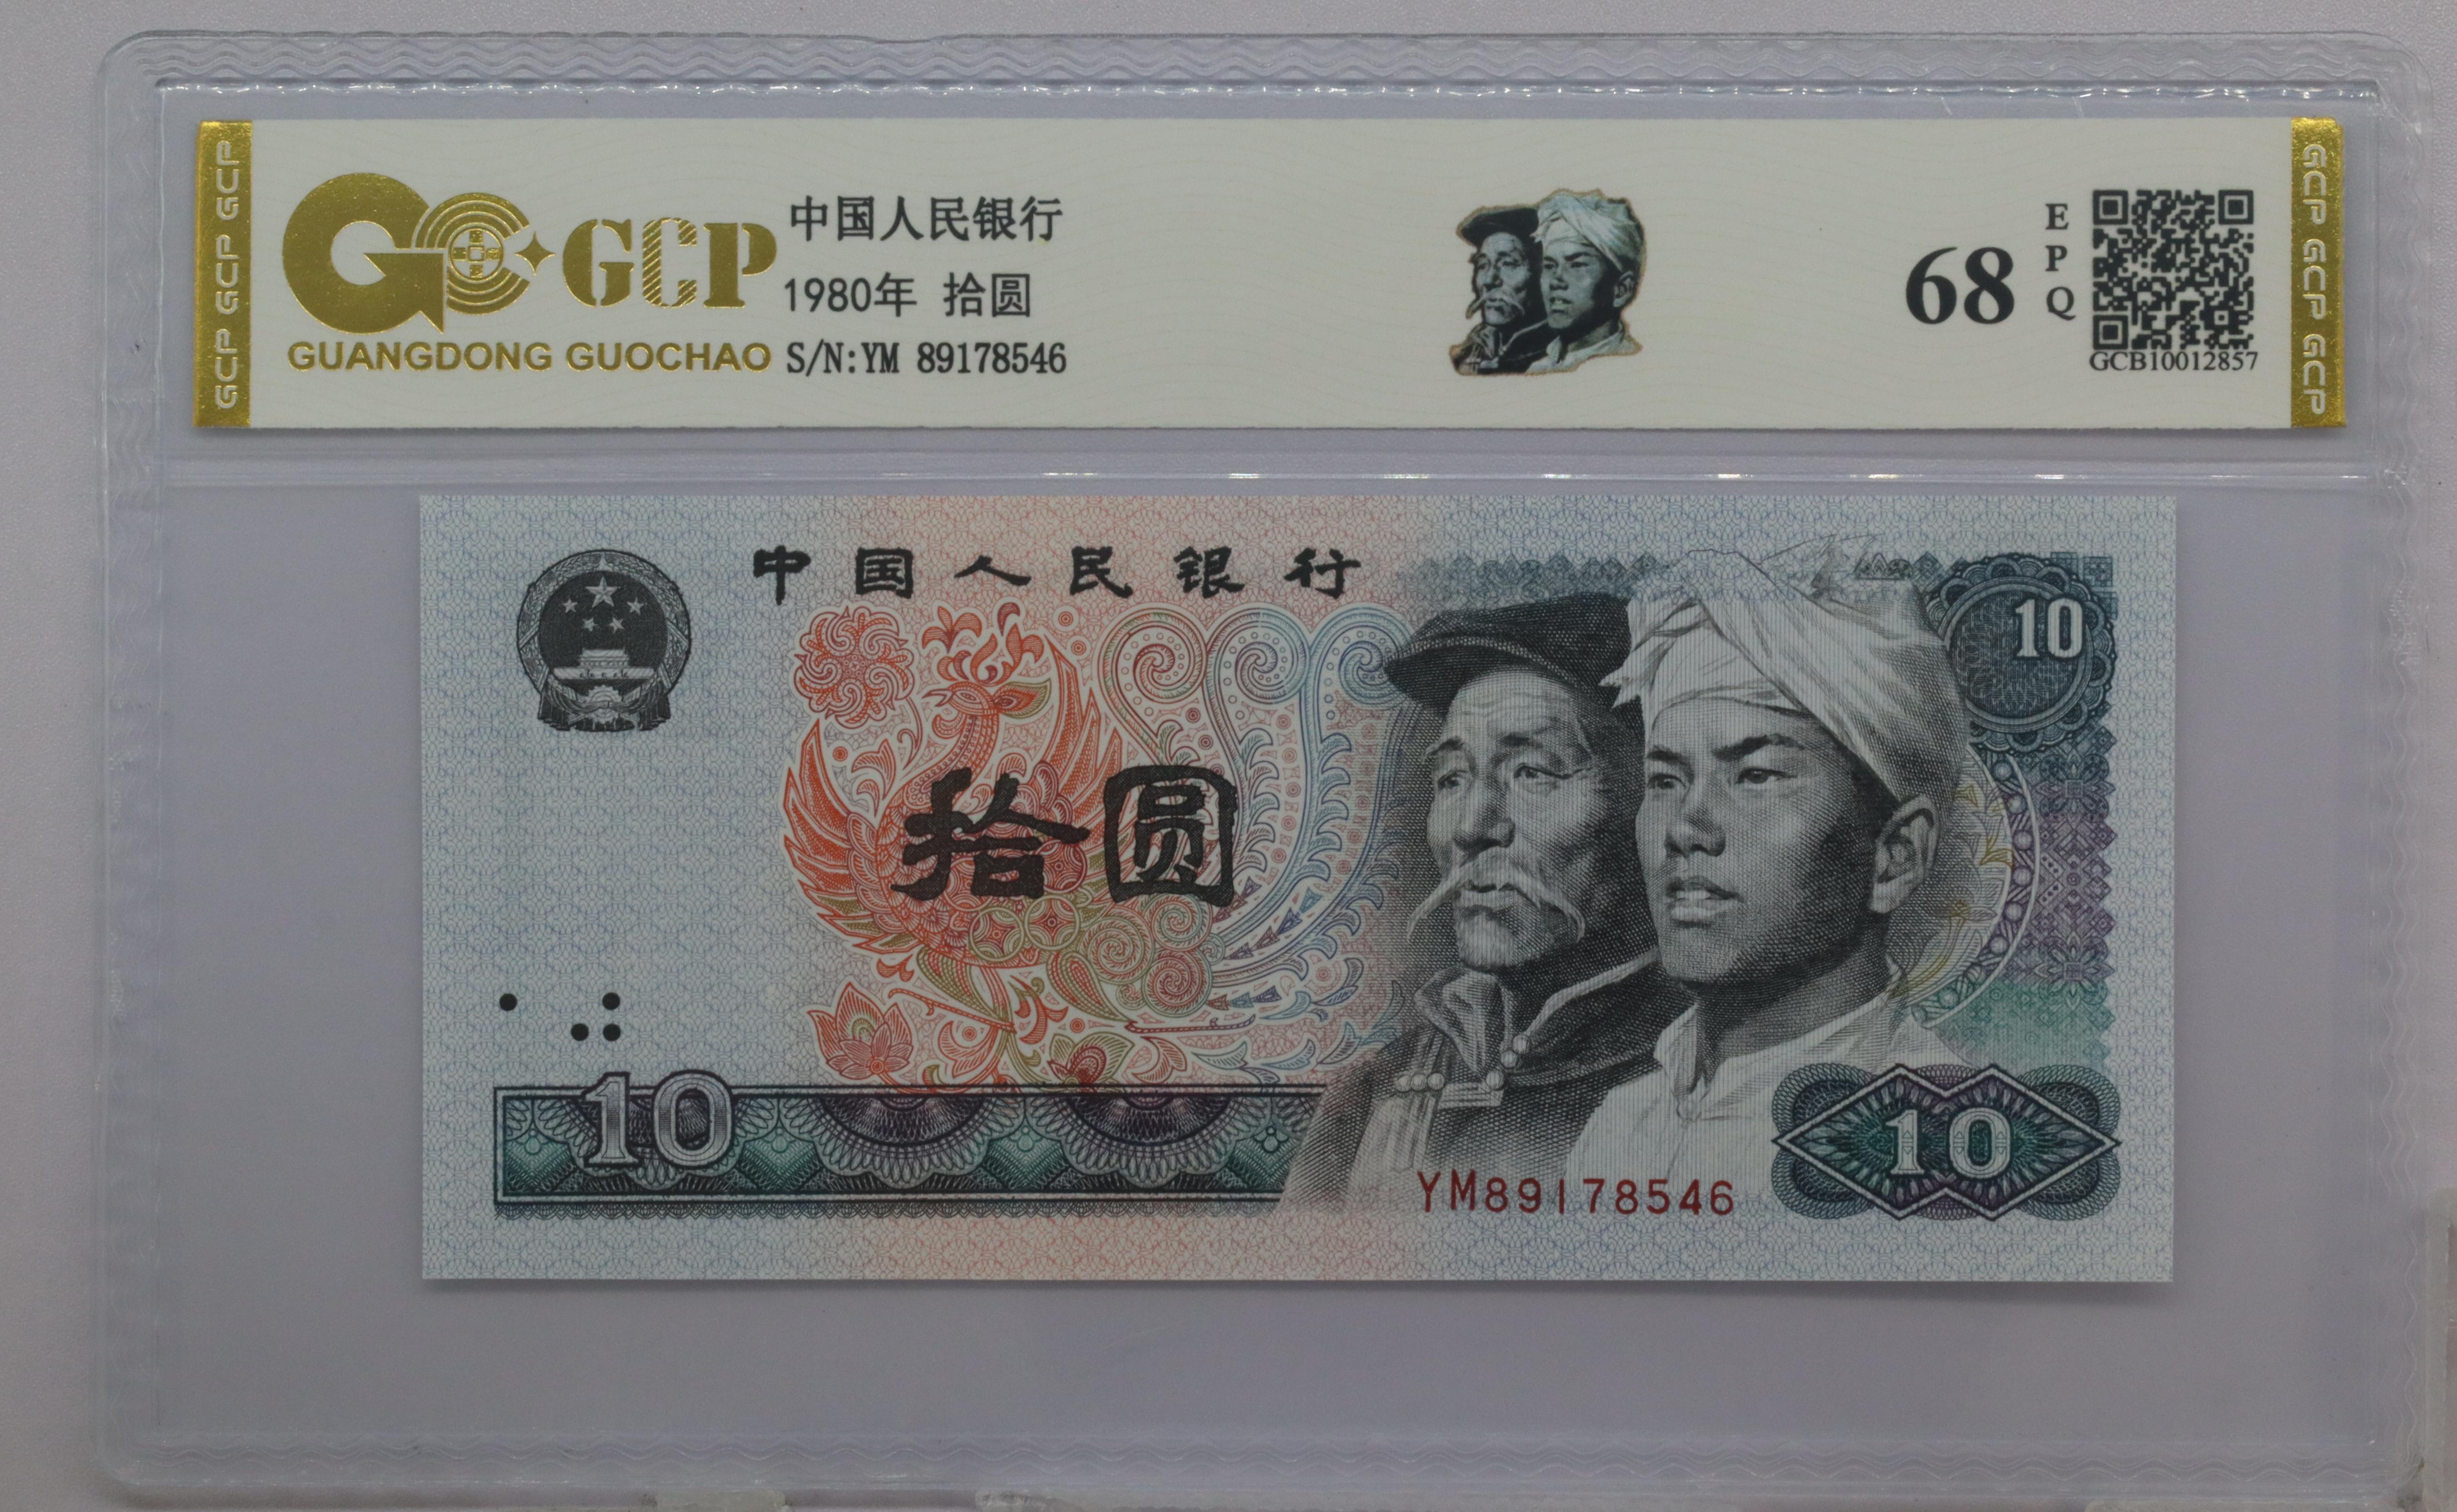 GCP GCP GCP
GCP
GUANGDONG GUOCHAO
中国人民银行
1980年 拾圆
S/N:YM 89178546
68
EPQ
GCB10012857
GCP GCP GCP
中国人民银行
10
拾圆
10
YM89178546
10